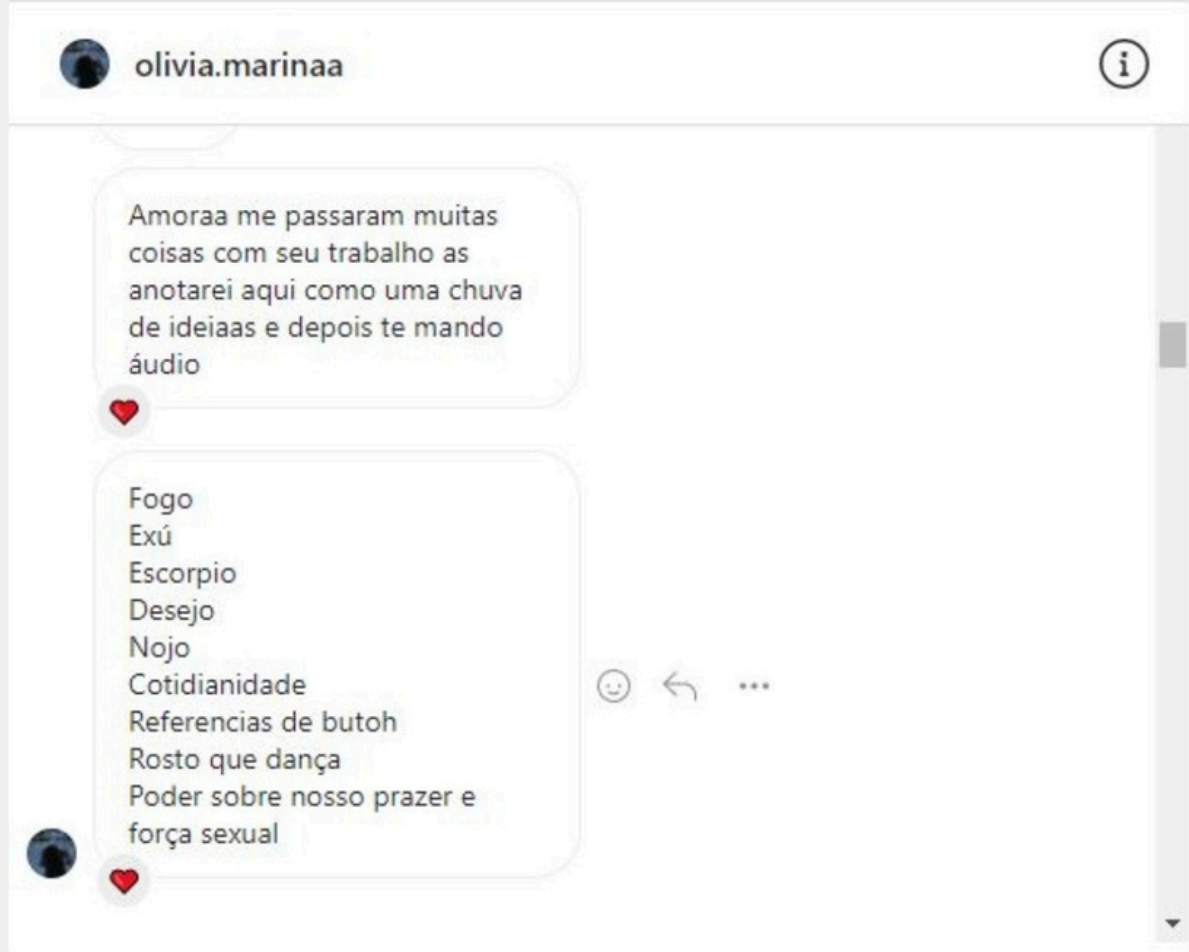 olivia.marinaa
Amoraa me passaram muitas
coisas com seu trabalho as
anotarei aqui como uma chuva
de ideiaas e depois te mando
áudio
Fogo
Exú
Escorpio
Desejo
Nojo
Cotidianidade
Referencias de butoh
Rosto que dança
Poder sobre nosso prazer e
força sexual